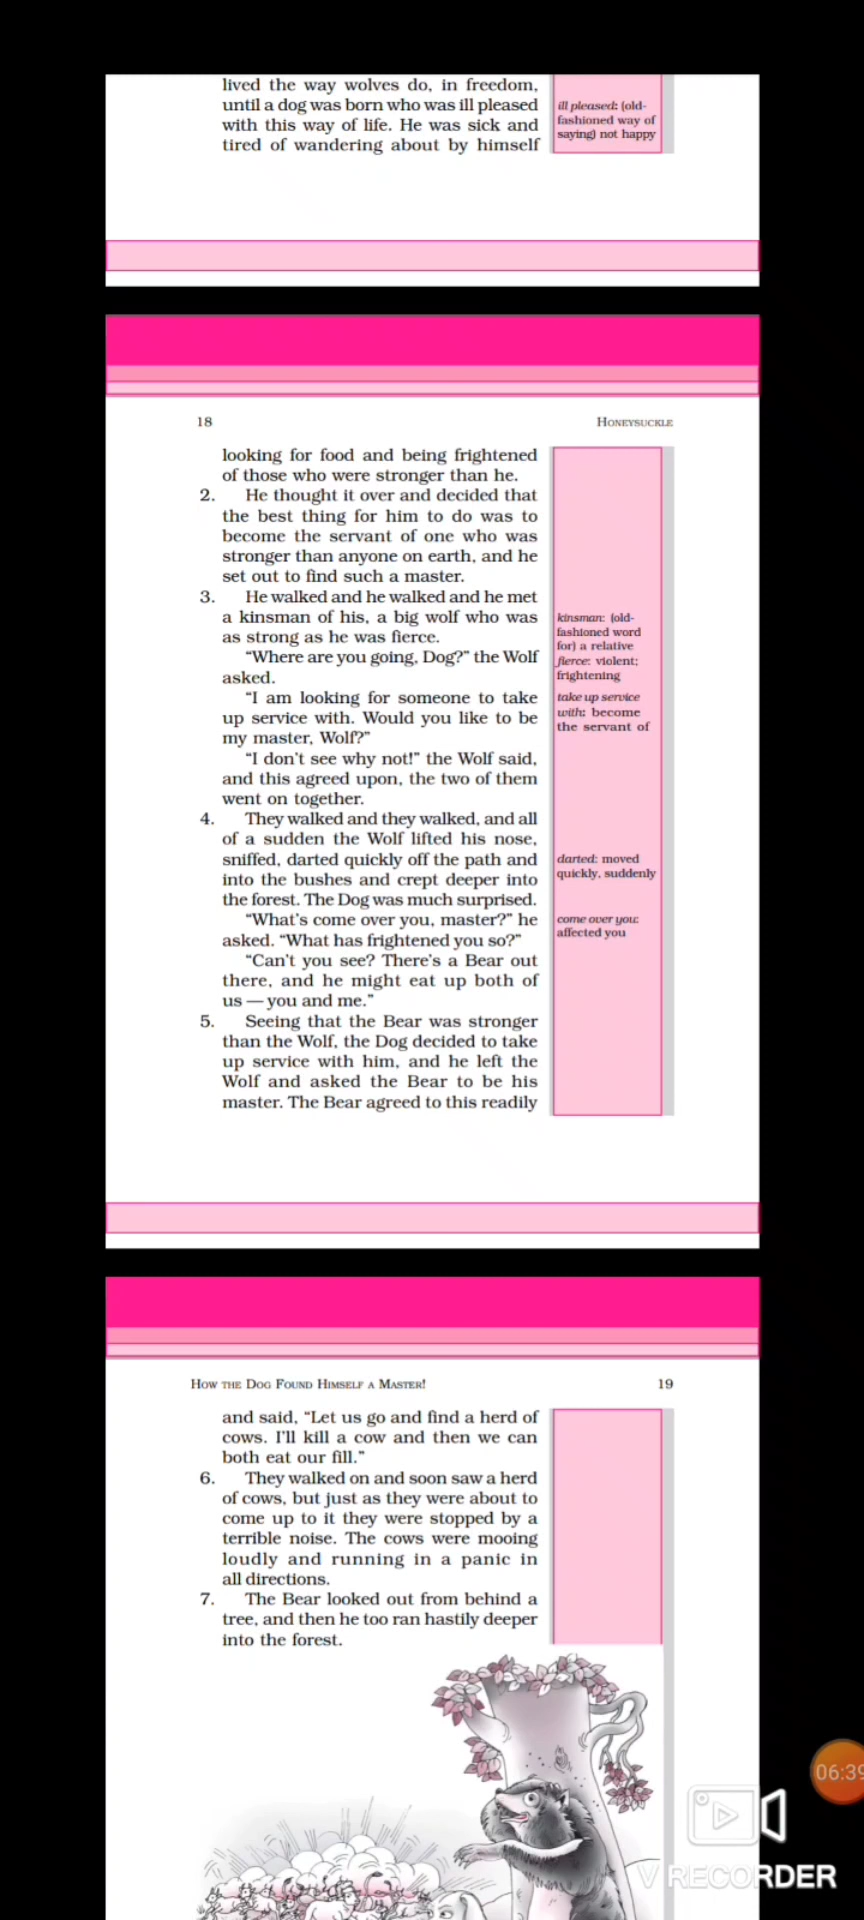 lived the way wolves do, in freedom,
until a dog was born who was ill pleased
with this way of life. He was sick and
tired of wandering about by himself
ill pleased: (old-
fashioned way of
saying) not happy
18
HONEYSUCKLE
looking for food and being frightened
of those who were stronger than he.
2. He thought it over and decided that
the best thing for him to do was to
become the servant of one who was
stronger than anyone on earth, and he
set out to find such a master.
3. He walked and he walked and he met
a kinsman of his, a big wolf who was
as strong as he was fierce.
"Where are you going, Dog?" the Wolf
asked.
"I am looking for someone to take
up service with. Would you like to be
my master, Wolf?"
"I don't see why not!" the Wolf said,
and this agreed upon, the two of them
went on together.
4. They walked and they walked, and all
of a sudden the Wolf lifted his nose,
sniffed, darted quickly off the path and
into the bushes and crept deeper into
the forest. The Dog was much surprised.
"What's come over you, master?" he
asked. "What has frightened you so?"
"Can't you see? There's a Bear out
there, and he might eat up both of
us — you and me."
5. Seeing that the Bear was stronger
than the Wolf, the Dog decided to take
up service with him, and he left the
Wolf and asked the Bear to be his
master. The Bear agreed to this readily
kinsman: (old-
fashioned word
for) a relative
fierce: violent;
frightening
take up service
with: become
the servant of
darted: moved
quickly, suddenly
come over you:
affected you
HOW THE DOG FOUND HIMSELF A MASTER!
19
and said, "Let us go and find a herd of
cows. I'll kill a cow and then we can
both eat our fill."
6. They walked on and soon saw a herd
of cows, but just as they were about to
come up to it they were stopped by a
terrible noise. The cows were mooing
loudly and running in a panic in
all directions.
7. The Bear looked out from behind a
tree, and then he too ran hastily deeper
into the forest.
06:39
V RECORDER